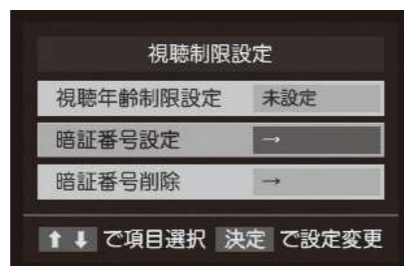 視聴制限設定
視聴年齢制限設定 未設定
暗証番号設定 →
暗証番号削除 →
↑ ↓ で項目選択 決定 で設定変更